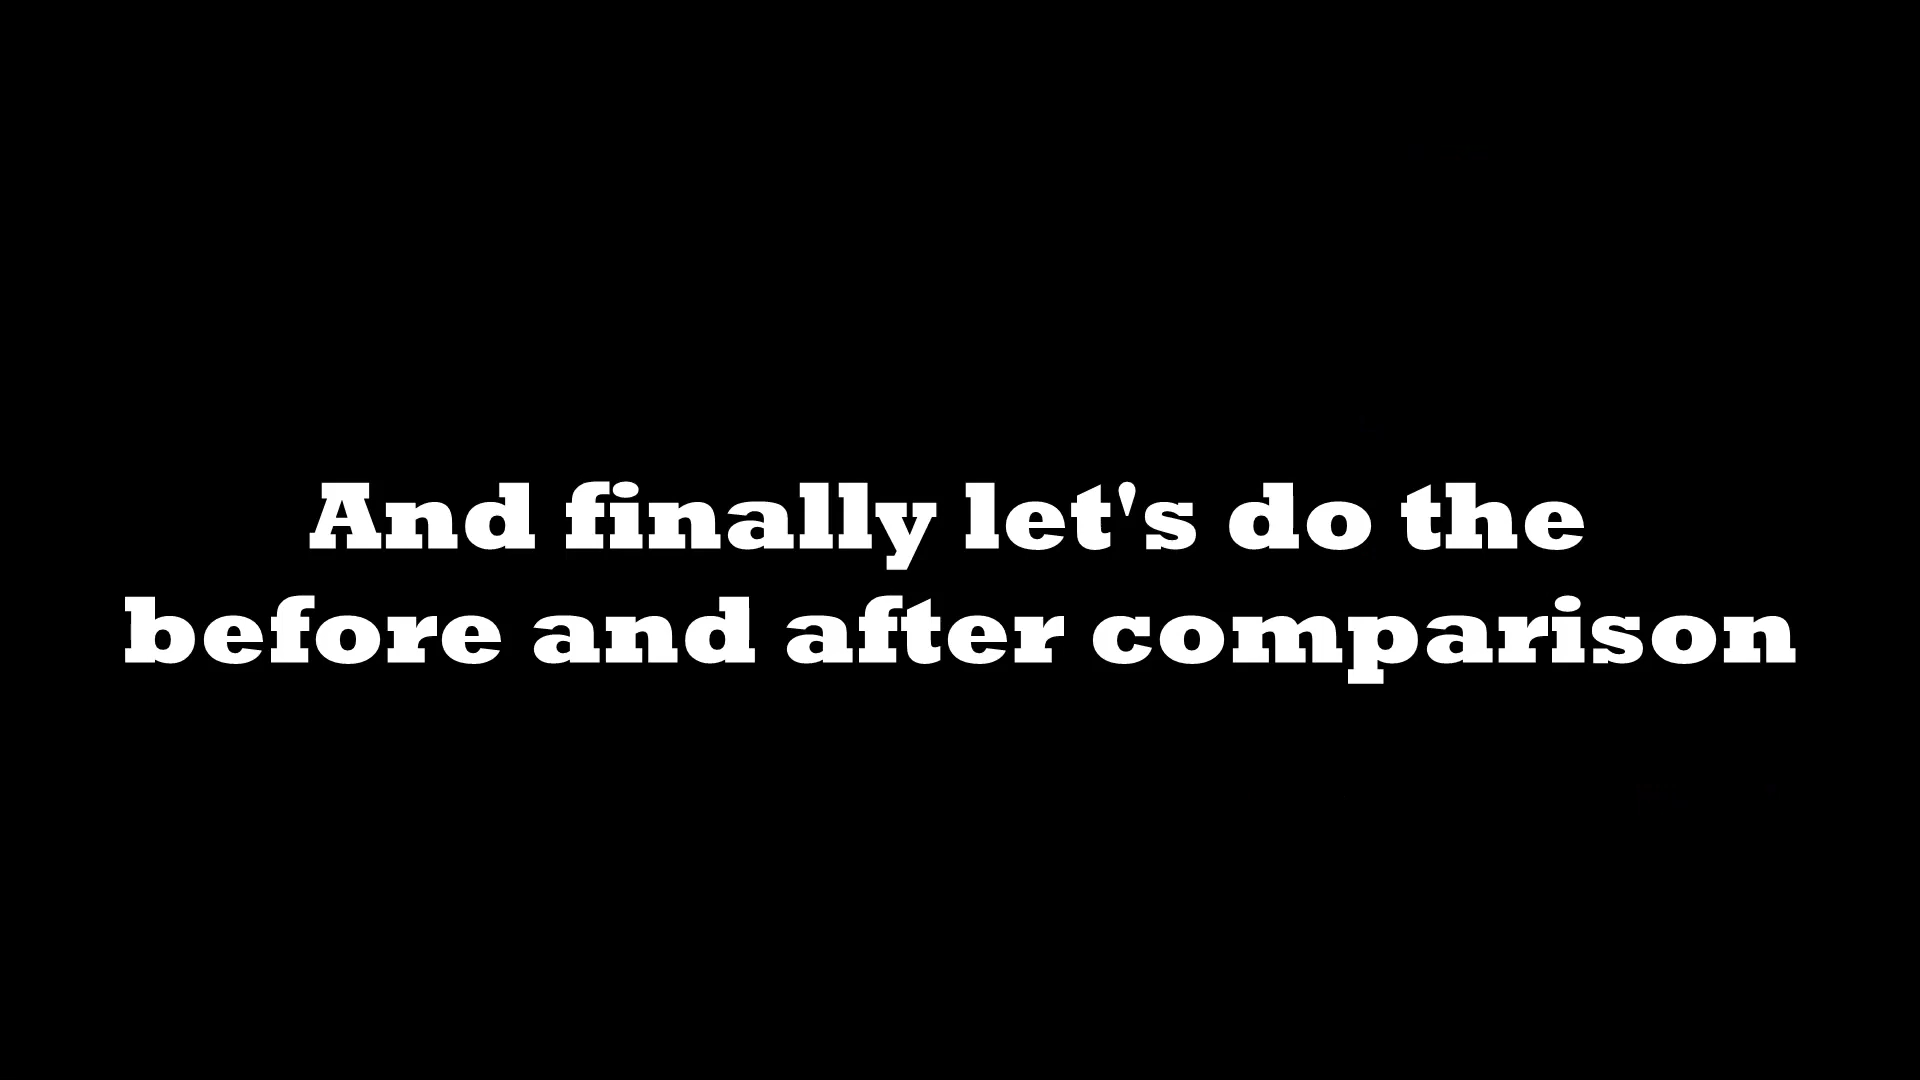 And finally let's do the
before and after comparison